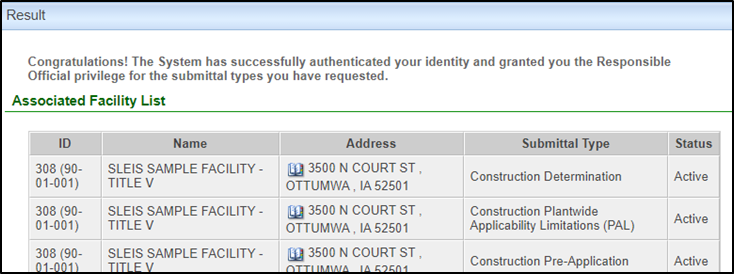 Result
Congratulations! The System has successfully authenticated your identity and granted you the Responsible
Official privilege for the submittal types you have requested.
Associated Facility List
ID Name Address Submittal Type Status
308 (90-01-001) SLEIS SAMPLE FACILITY - TITLE V 3500 N COURT ST , OTTUMWA , IA 52501 Construction Determination Active
308 (90-01-001) SLEIS SAMPLE FACILITY - TITLE V 3500 N COURT ST , OTTUMWA , IA 52501 Construction Plantwide Applicability Limitations (PAL) Active
308 (90-01-001) SLEIS SAMPLE FACILITY - TITLE V 3500 N COURT ST , OTTUMWA , IA 52501 Construction Pre-Application Active